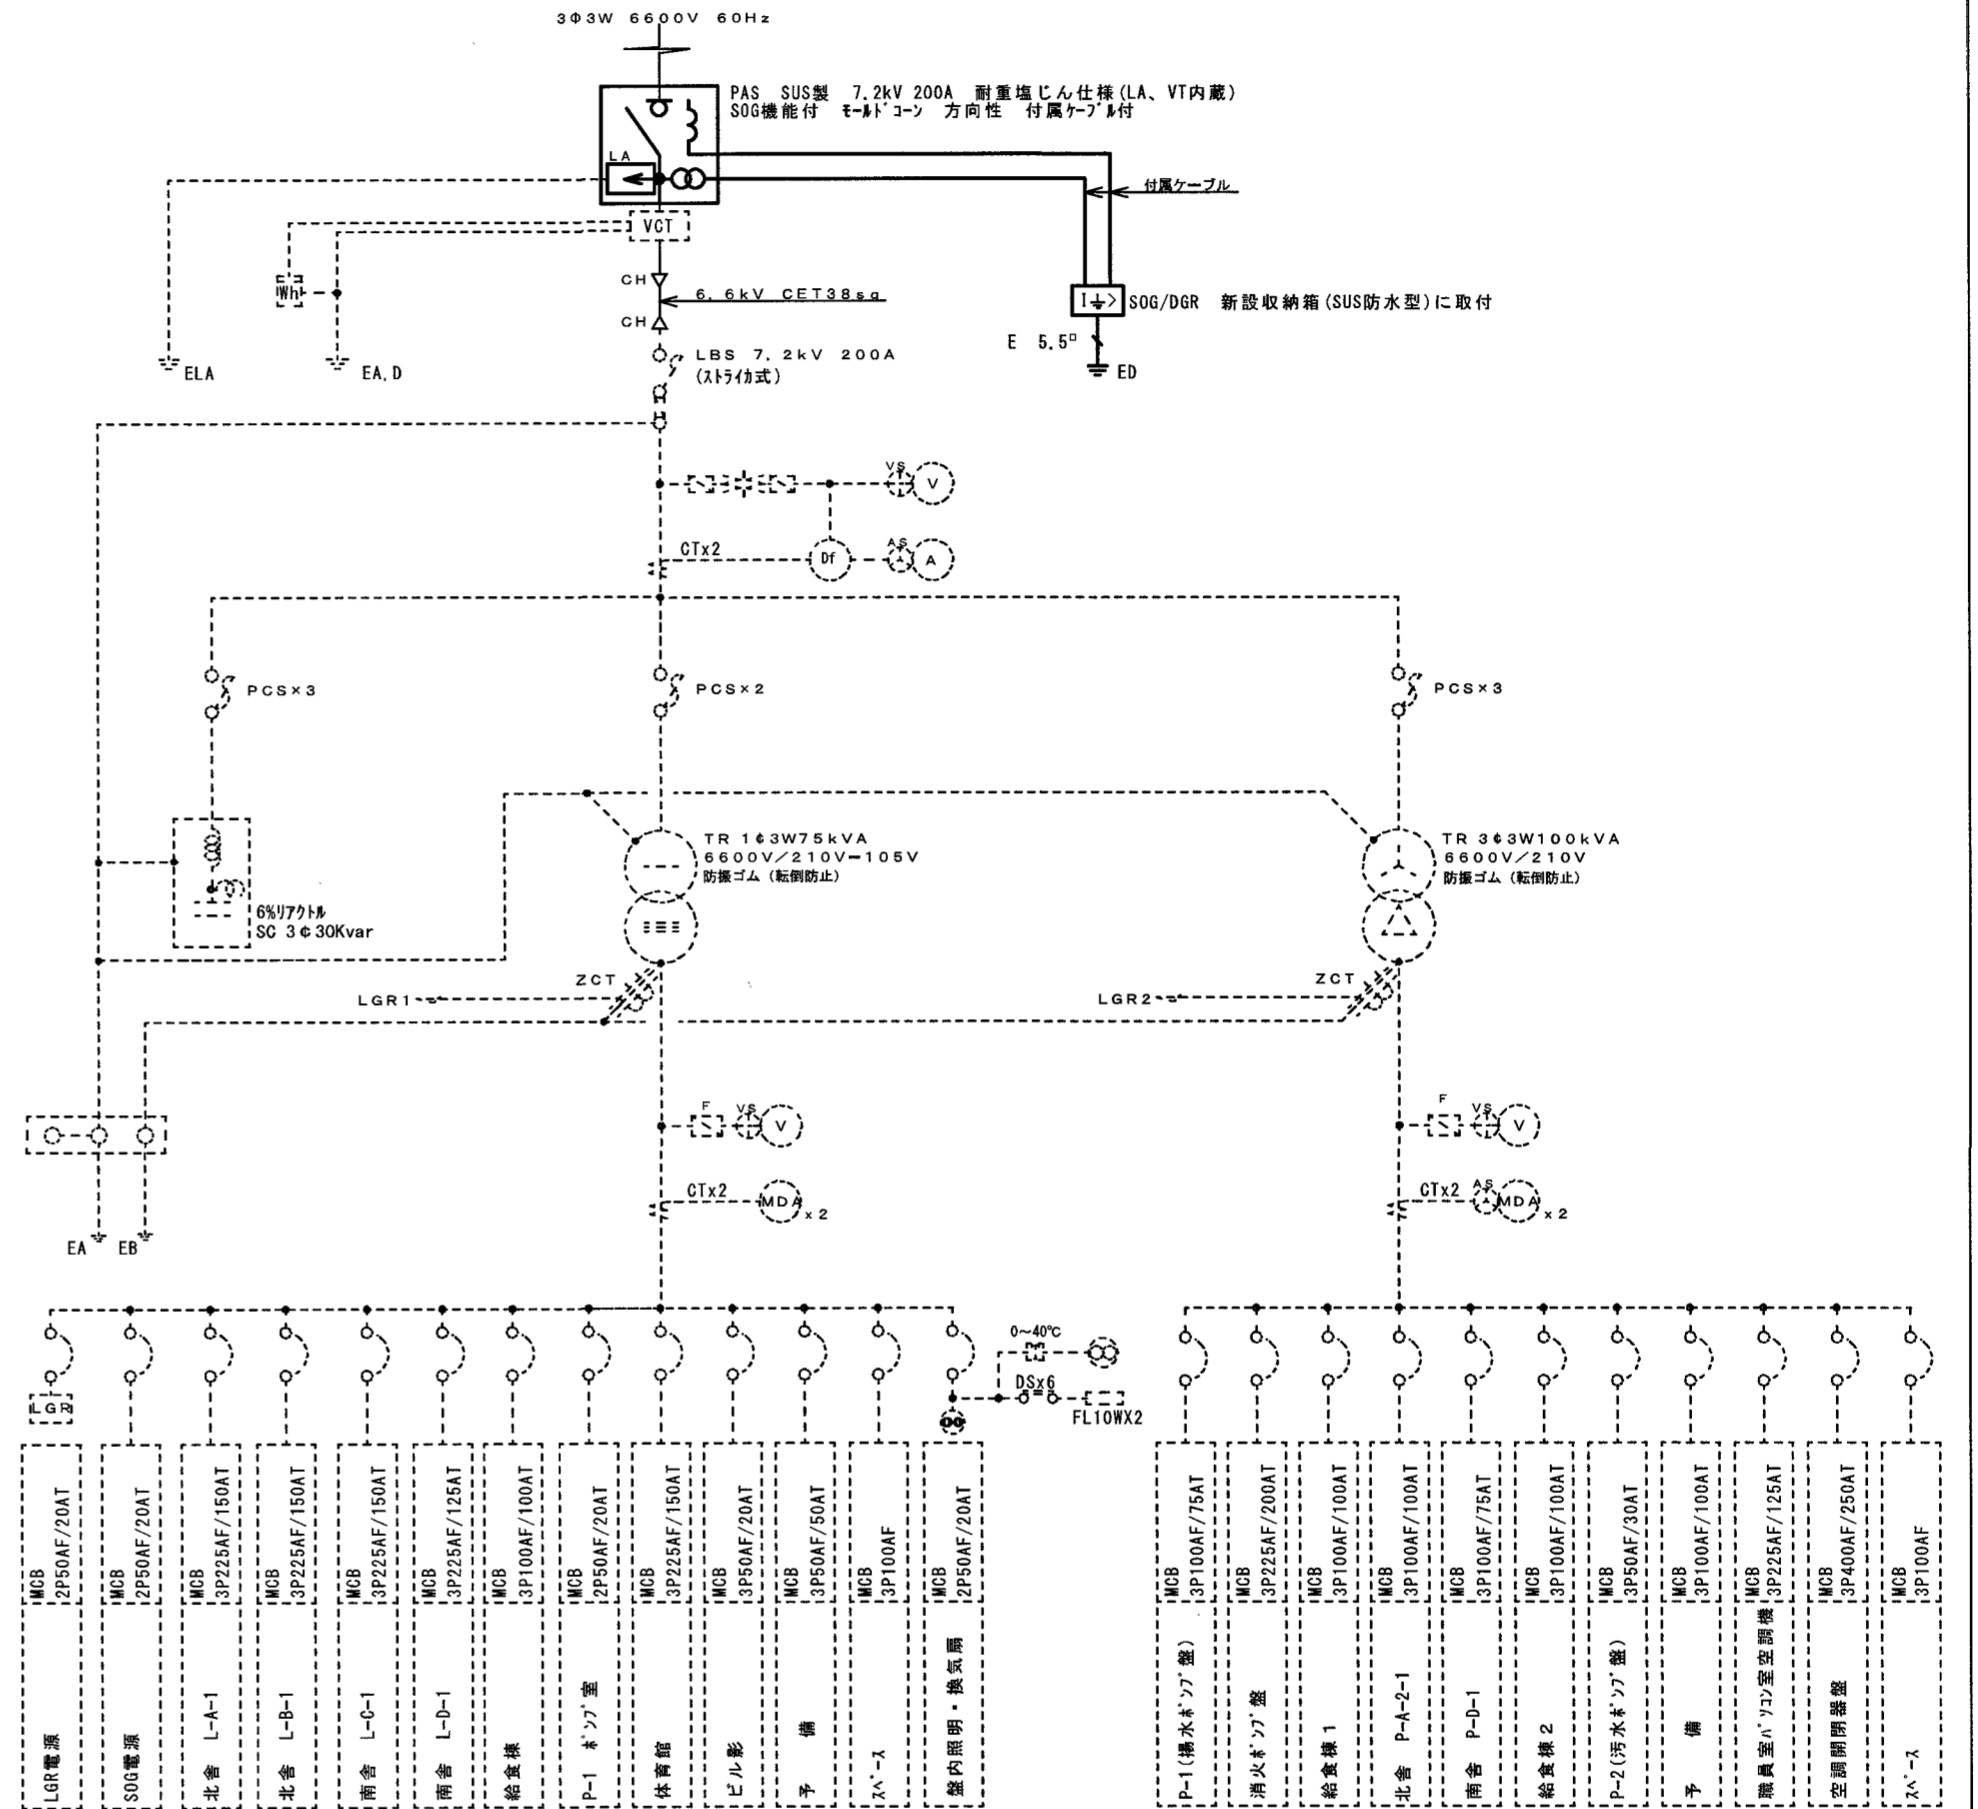 3Φ3W 6600V 60Hz
PAS SUS製 7.2kV 200A 耐重塩じん仕様(LA、VT内蔵)
SOG機能付 ﾓｰﾙﾄﾞｺｰﾝ 方向性 付属ｹｰﾌﾞﾙ付
LA
付属ケーブル
VCT
Wh
CH
6.6kV CET38sq
CH
I⏚> SOG/DGR 新設収納箱(SUS防水型)に取付
E 5.5□
ED
ELA
EA,D
LBS 7.2kV 200A
(ｽﾄﾗｲｶ式)
VS
V
CTx2
Df
AS
A
PCS×3
PCS×2
PCS×3
TR 1¢3W75kVA
6600V/210V-105V
防振ゴム(転倒防止)
TR 3¢3W100kVA
6600V/210V
防振ゴム(転倒防止)
6%ﾘｱｸﾄﾙ
SC 3¢30Kvar
ZCT
LGR1
ZCT
LGR2
F
VS
V
F
VS
V
CTx2
MDA
x2
CTx2
AS
MDA
x2
EA
EB
0~40℃
DSx6
FL10WX2
LGR
MCB
2P50AF/20AT
LGR電源
MCB
2P50AF/20AT
SOG電源
MCB
3P225AF/150AT
北舎 L-A-1
MCB
3P225AF/150AT
北舎 L-B-1
MCB
3P225AF/150AT
南舎 L-C-1
MCB
3P225AF/125AT
南舎 L-D-1
MCB
3P100AF/100AT
給食棟
MCB
2P50AF/20AT
P-1 ﾎﾟﾝﾌﾟ室
MCB
3P225AF/150AT
体育館
MCB
3P50AF/20AT
ビル影
MCB
3P50AF/50AT
予 備
MCB
3P100AF
ｽﾍﾟｰｽ
MCB
2P50AF/20AT
盤内照明・換気扇
MCB
3P100AF/75AT
P-1(揚水ﾎﾟﾝﾌﾟ盤)
MCB
3P225AF/200AT
消火ﾎﾟﾝﾌﾟ盤
MCB
3P100AF/100AT
給食棟1
MCB
3P100AF/100AT
北舎 P-A-2-1
MCB
3P100AF/75AT
南舎 P-D-1
MCB
3P100AF/100AT
給食棟2
MCB
3P50AF/30AT
P-2(汚水ﾎﾟﾝﾌﾟ盤)
MCB
3P100AF/100AT
予 備
MCB
3P225AF/125AT
職員室ﾊﾟｿｺﾝ室空調機
MCB
3P400AF/250AT
空調開閉器盤
MCB
3P100AF
ｽﾍﾟｰｽ